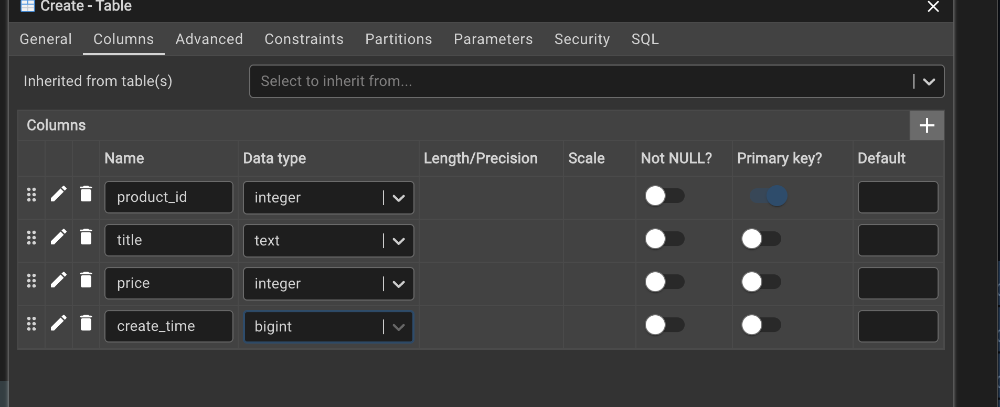 Create - Table
General Columns Advanced Constraints Partitions Parameters Security SQL
Inherited from table(s) Select to inherit from...
Columns
Name Data type Length/Precision Scale Not NULL? Primary key? Default
product_id integer
title text
price integer
create_time bigint